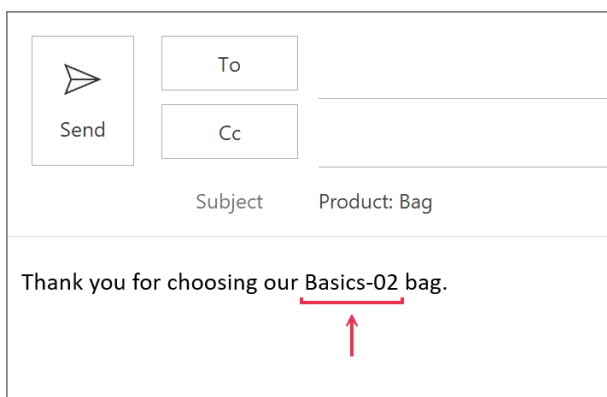 To
Send
Cc
Subject Product: Bag
Thank you for choosing our Basics-02 bag.